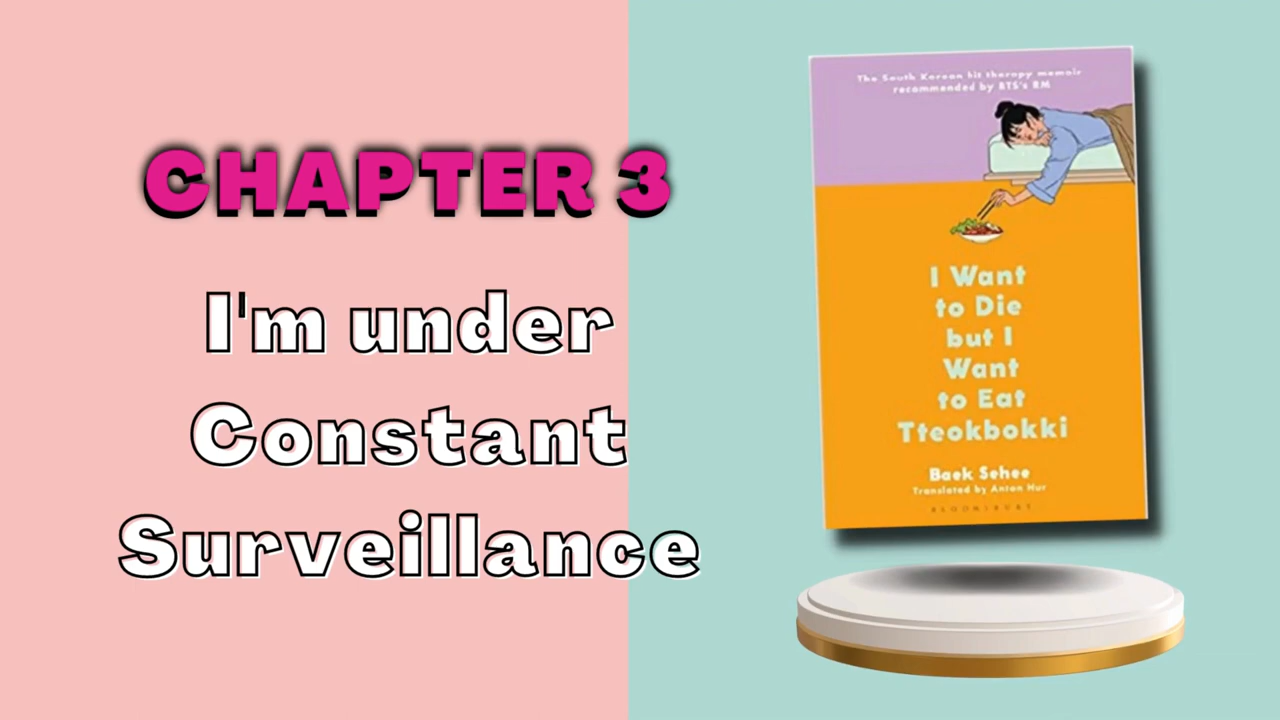 CHAPTER 3
I'm under
Constant
Surveillance
The South Korean hit therapy memoir
recommended by BTS's RM
I Want
to Die
but I
Want
to Eat
Tteokbokki
Baek Sehee
Translated by Anton Hur
BLOOMSBURY